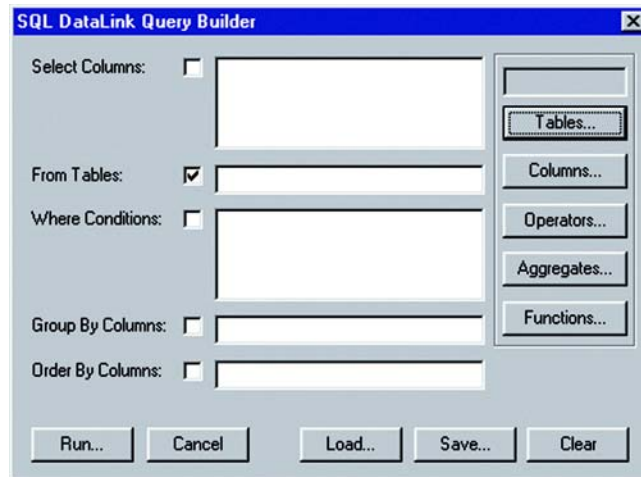 SQL DataLink Query Builder
Select Columns:
Tables...
From Tables:
Columns...
Where Conditions:
Operators...
Aggregates...
Group By Columns:
Functions...
Order By Columns:
Run...
Cancel
Load...
Save...
Clear